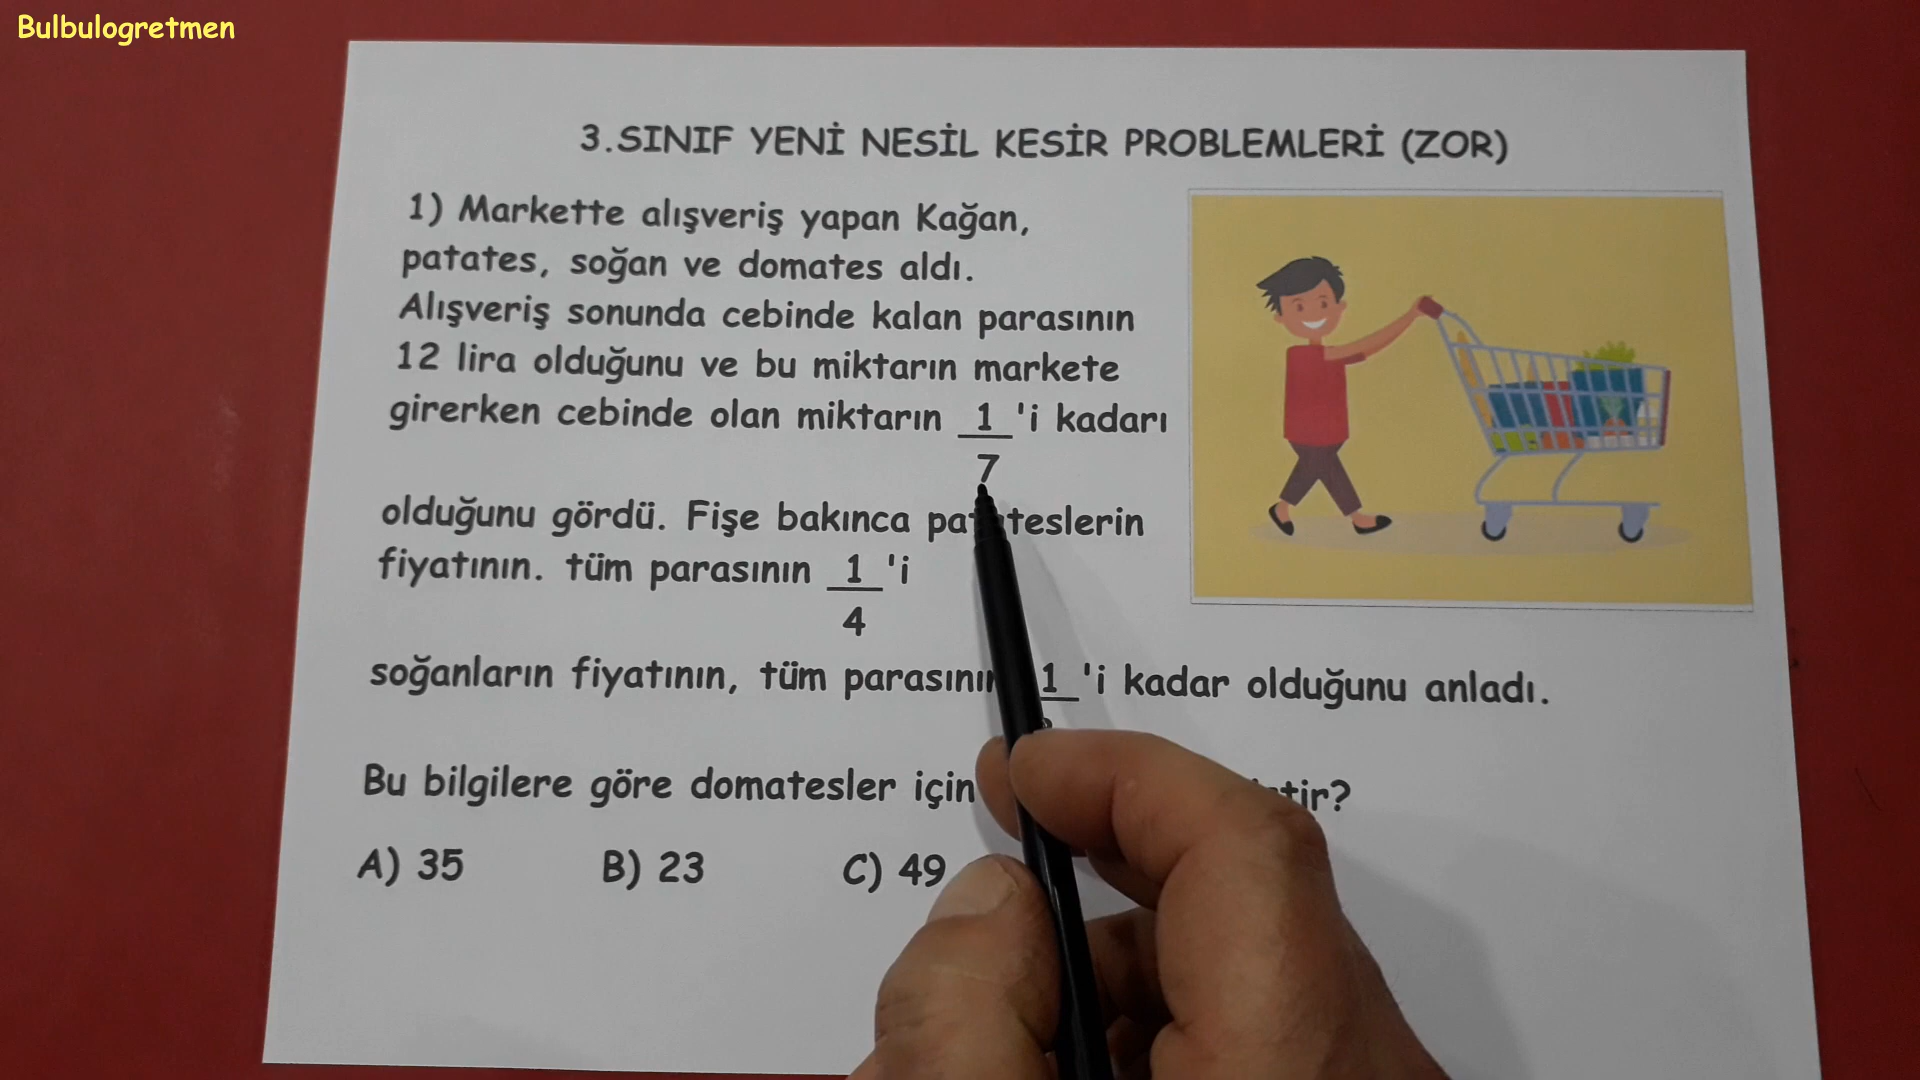 Bulbulogretmen
3.SINIF YENİ NESİL KESİR PROBLEMLERİ (ZOR)
1) Markette alışveriş yapan Kağan,
patates, soğan ve domates aldı.
Alışveriş sonunda cebinde kalan parasının
12 lira olduğunu ve bu miktarın markete
girerken cebinde olan miktarın 1 'i kadarı
7
olduğunu gördü. Fişe bakınca
fiyatının. tüm parasının 1 'i
4
soğanların fiyatının, tüm 1 'i kadar olduğunu anladı.
Bu bilgilere göre domatesler için
A) 35 B) 23 C) 49